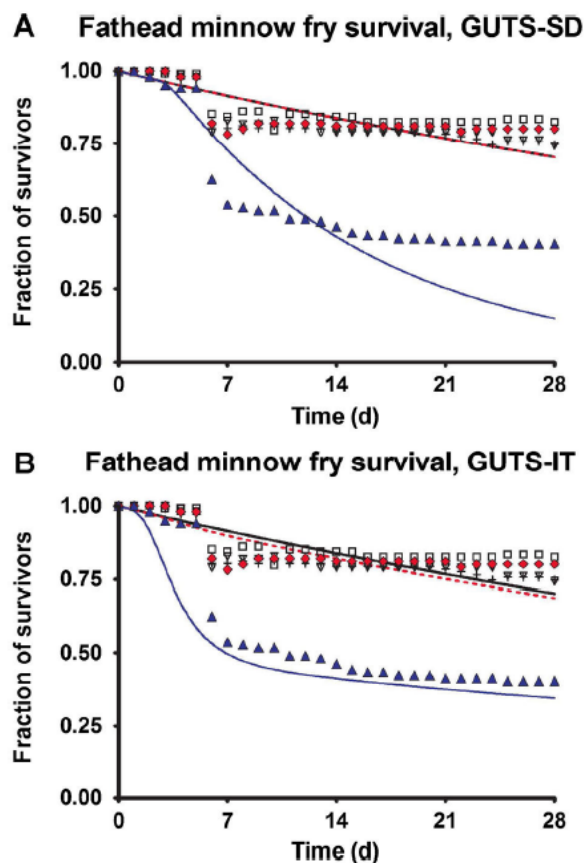 A Fathead minnow fry survival, GUTS-SD
1.00
0.75
0.50
0.25
0.00
Fraction of survivors
0 7 14 21 28
Time (d)
B Fathead minnow fry survival, GUTS-IT
1.00
0.75
0.50
0.25
0.00
Fraction of survivors
0 7 14 21 28
Time (d)